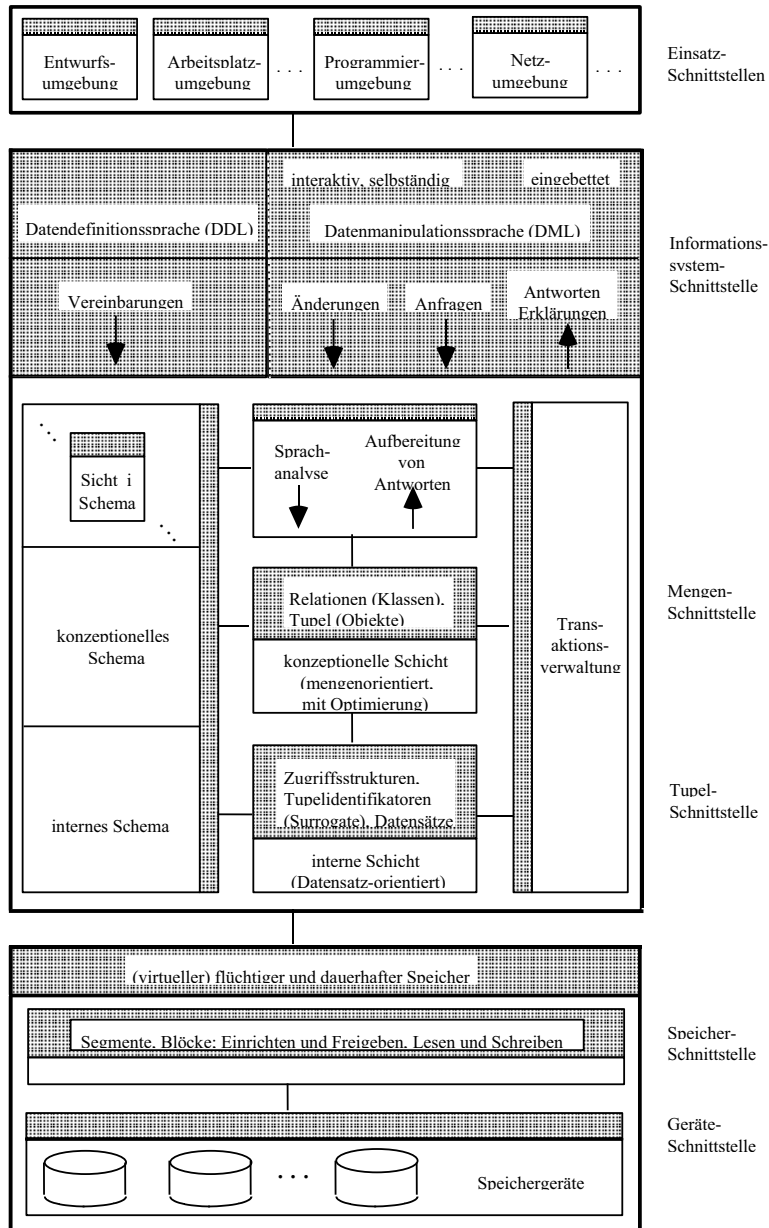 Entwurfs-
umgebung
Arbeitsplatz-
umgebung
. . .
Programmier-
umgebung
. . .
Netz-
umgebung
. . .
Einsatz-
Schnittstellen
interaktiv, selbständig
eingebettet
Datendefinitionssprache (DDL)
Datenmanipulationssprache (DML)
Vereinbarungen
Änderungen
Anfragen
Antworten
Erklärungen
Informations-
system-
Schnittstelle
. . .
Sicht i
Schema
. . .
Sprach-
analyse
Aufbereitung
von
Antworten
konzeptionelles
Schema
Relationen (Klassen),
Tupel (Objekte)
konzeptionelle Schicht
(mengenorientiert,
mit Optimierung)
Trans-
aktions-
verwaltung
Mengen-
Schnittstelle
internes Schema
Zugriffsstrukturen,
Tupelidentifikatoren
(Surrogate), Datensätze
interne Schicht
(Datensatz-orientiert)
Tupel-
Schnittstelle
(virtueller) flüchtiger und dauerhafter Speicher
Segmente, Blöcke: Einrichten und Freigeben, Lesen und Schreiben
Speicher-
Schnittstelle
. . .
Speichergeräte
Geräte-
Schnittstelle